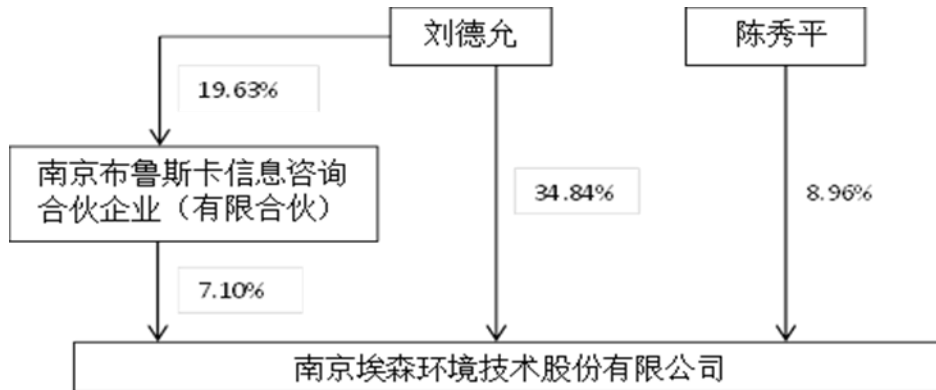 刘德允
陈秀平
19.63%
南京布鲁斯卡信息咨询
合伙企业（有限合伙）
34.84%
8.96%
7.10%
南京埃森环境技术股份有限公司